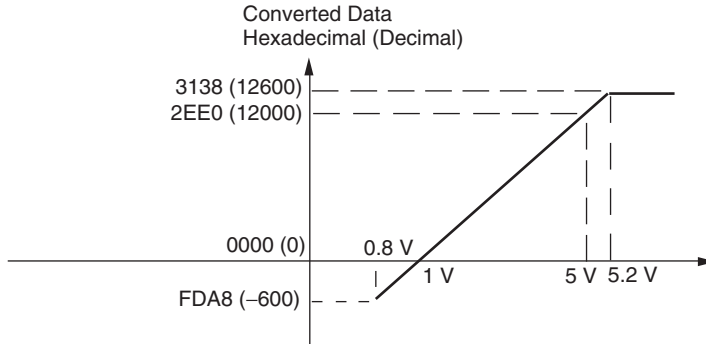 Converted Data
Hexadecimal (Decimal)
3138 (12600)
2EE0 (12000)
0000 (0)
0.8 V
1 V
5 V
5.2 V
FDA8 (–600)